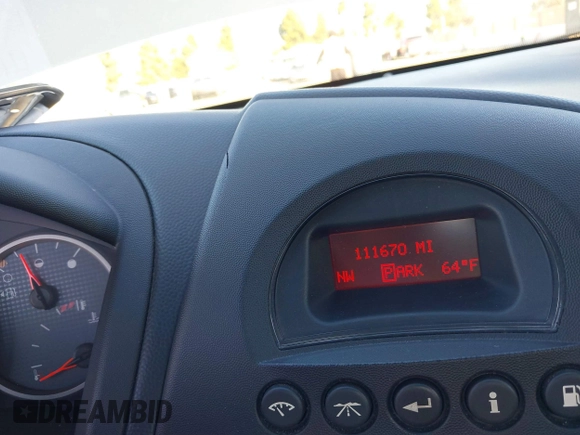 111670 MI
NW PARK 64°F
i
DREAMBID